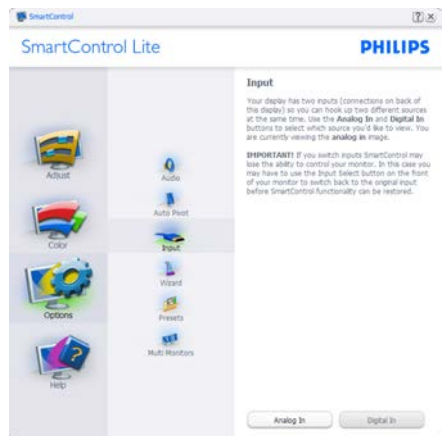 SmartControl
SmartControl Lite
PHILIPS
Adjust
Color
Options
Help
Audio
Auto Pivot
Input
Wizard
Presets
Multi Monitors
Input
Your display has two inputs (connections on back of
this display) so you can hook up two different sources
at the same time. Use the Analog In and Digital In
buttons to select which source you'd like to view. You
are currently viewing the analog in image.
IMPORTANT! If you switch inputs SmartControl may
lose the ability to control your monitor. In this case you
may have to use the Input Select button on the front
of your monitor to switch back to the original input
before SmartControl functionality can be restored.
Analog In
Digital In